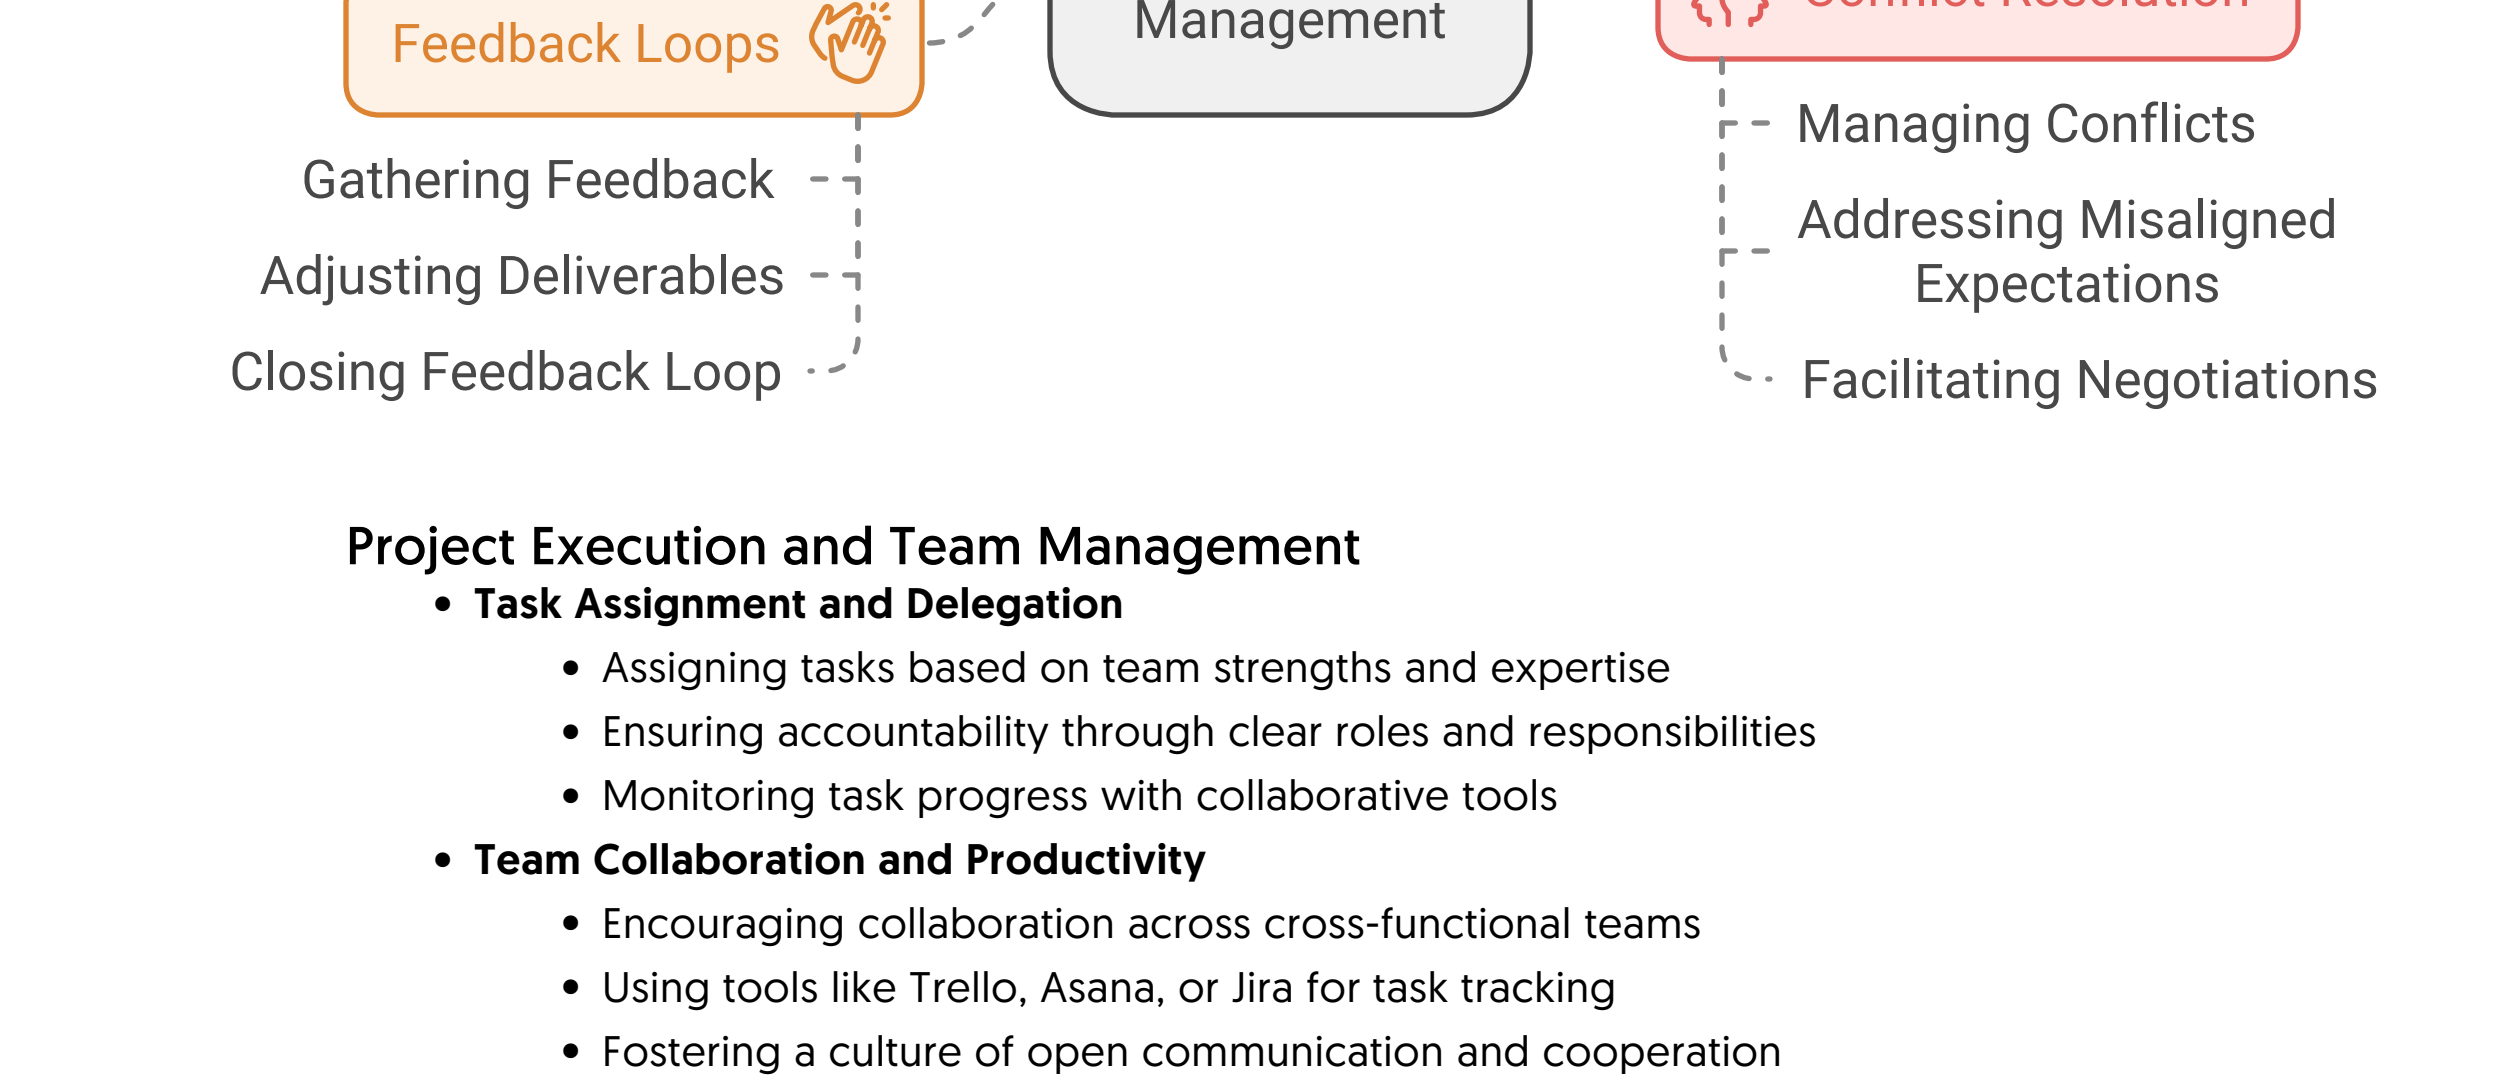 Feedback Loops
Management
Conflict Resolution
Gathering Feedback
Adjusting Deliverables
Closing Feedback Loop
Managing Conflicts
Addressing Misaligned
Expectations
Facilitating Negotiations
Project Execution and Team Management
• Task Assignment and Delegation
• Assigning tasks based on team strengths and expertise
• Ensuring accountability through clear roles and responsibilities
• Monitoring task progress with collaborative tools
• Team Collaboration and Productivity
• Encouraging collaboration across cross-functional teams
• Using tools like Trello, Asana, or Jira for task tracking
• Fostering a culture of open communication and cooperation